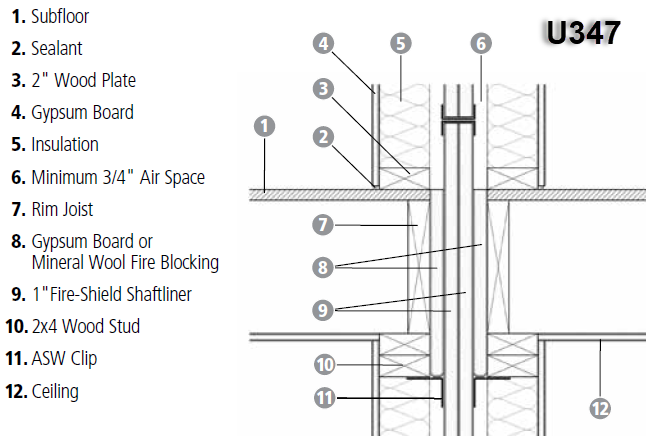 1. Subfloor
2. Sealant
3. 2" Wood Plate
4. Gypsum Board
5. Insulation
6. Minimum 3/4" Air Space
7. Rim Joist
8. Gypsum Board or
Mineral Wool Fire Blocking
9. 1"Fire-Shield Shaftliner
10. 2x4 Wood Stud
11. ASW Clip
12. Ceiling
U347
4
5
6
3
1
2
7
8
9
10
11
12